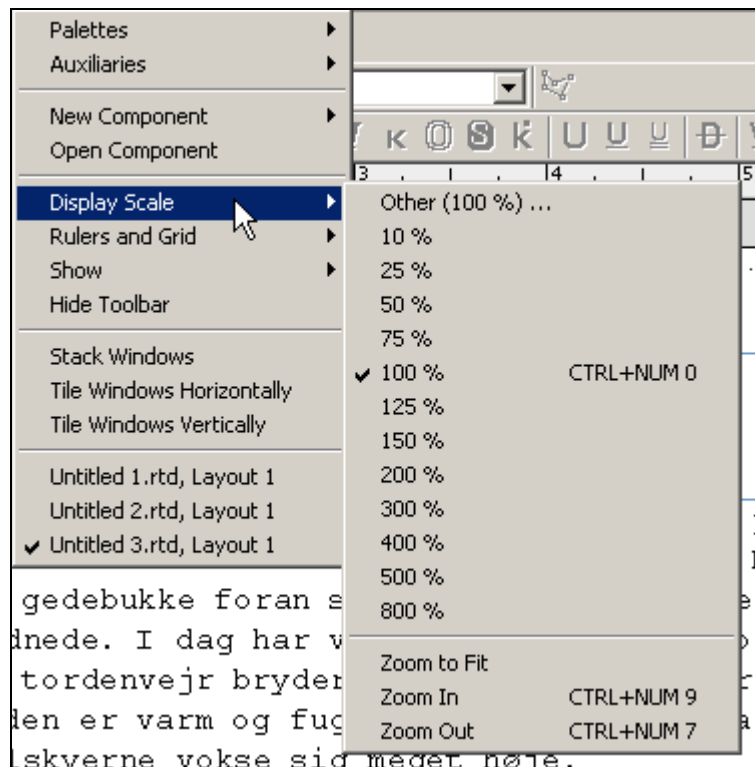 Palettes
Auxiliaries
New Component
Open Component
Display Scale
Rulers and Grid
Show
Hide Toolbar
Stack Windows
Tile Windows Horizontally
Tile Windows Vertically
Untitled 1.rtd, Layout 1
Untitled 2.rtd, Layout 1
Untitled 3.rtd, Layout 1
K O S K U U U D
3 4 5
Other (100 %) ...
10 %
25 %
50 %
75 %
100 % CTRL+NUM 0
125 %
150 %
200 %
300 %
400 %
500 %
800 %
Zoom to Fit
Zoom In CTRL+NUM 9
Zoom Out CTRL+NUM 7
gedebukke foran
dnede. I dag har
tordenvejr bryder
den er varm og
lskverne vokse sig meget høje.